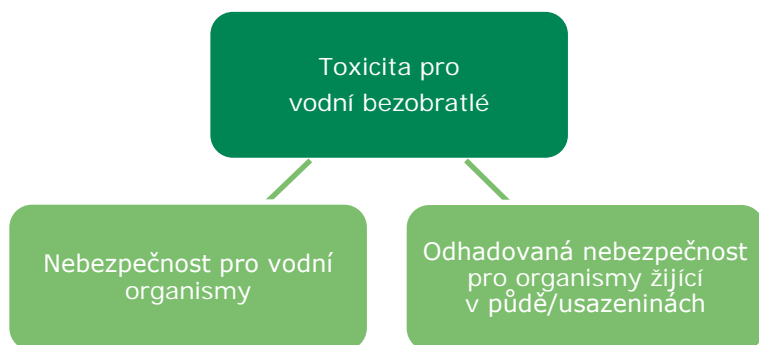 Toxicita pro
vodní bezobratlé
Nebezpečnost pro vodní
organismy
Odhadovaná nebezpečnost
pro organismy žijící
v půdě/usazeninách